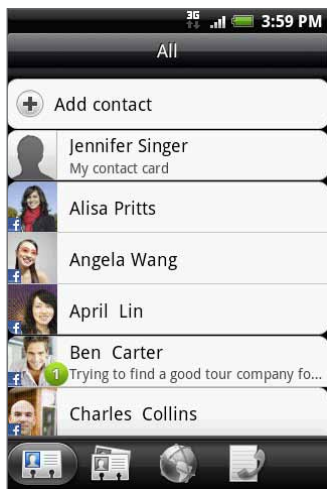 3G
3:59 PM
All
Add contact
Jennifer Singer
My contact card
Alisa Pritts
f
Angela Wang
f
April Lin
f
Ben Carter
f
1
Trying to find a good tour company fo...
Charles Collins
f